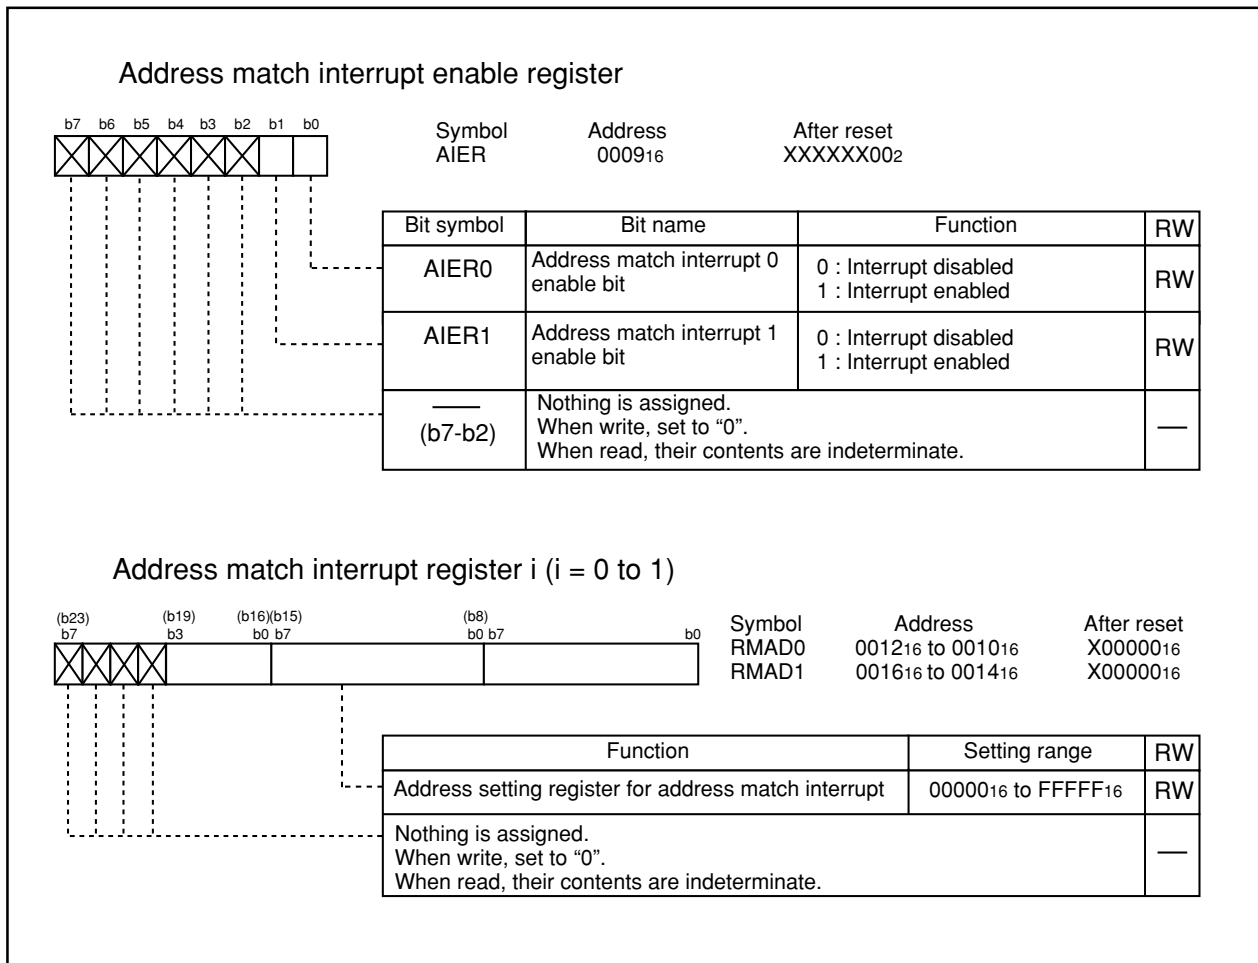 Address match interrupt enable register
b7 b6 b5 b4 b3 b2 b1 b0
Symbol Address After reset
AIER 000916 XXXXXX002
Bit symbol Bit name Function RW
AIER0 Address match interrupt 0 enable bit 0 : Interrupt disabled 1 : Interrupt enabled RW
AIER1 Address match interrupt 1 enable bit 0 : Interrupt disabled 1 : Interrupt enabled RW
(b7-b2)
Nothing is assigned.
When write, set to “0”.
When read, their contents are indeterminate.
Address match interrupt register i (i = 0 to 1)
(b23) (b19) (b16)(b15) (b8)
b7 b3 b0 b7 b0 b7 b0
Symbol Address After reset
RMAD0 001216 to 001016 X0000016
RMAD1 001616 to 001416 X0000016
Function Setting range RW
Address setting register for address match interrupt 0000016 to FFFFF16 RW
Nothing is assigned.
When write, set to “0”.
When read, their contents are indeterminate.